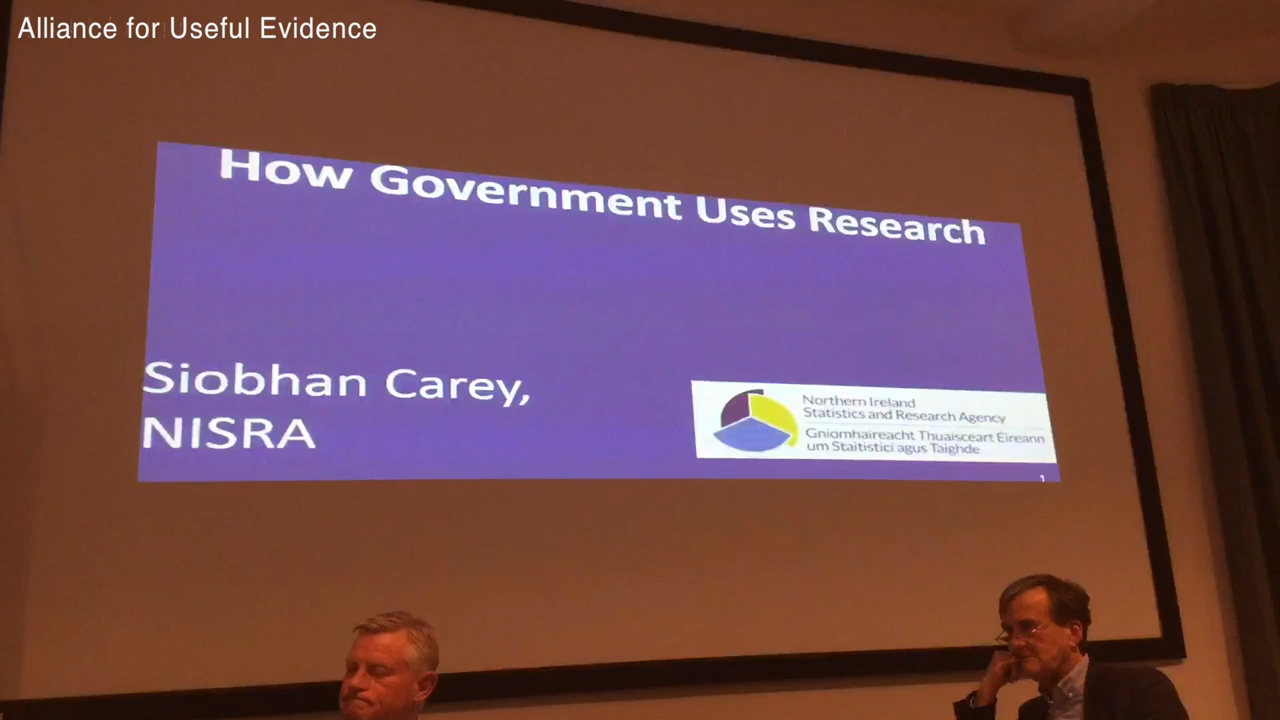 Alliance for Useful Evidence
How Government Uses Research
Siobhan Carey,
NISRA
Northern Ireland
Statistics and Research Agency
Gníomhaireacht Thuaisceart Éireann
um Staitisticí agus Taighde
1